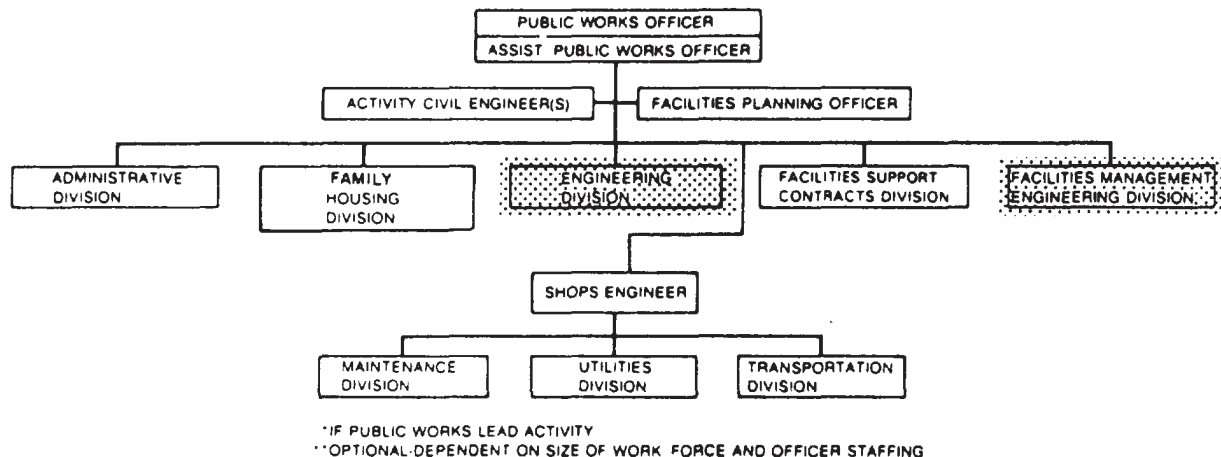 PUBLIC WORKS OFFICER
ASSIST PUBLIC WORKS OFFICER
ACTIVITY CIVIL ENGINEER(S)
FACILITIES PLANNING OFFICER
ADMINISTRATIVE
DIVISION
FAMILY
HOUSING
DIVISION
ENGINEERING
DIVISION
FACILITIES SUPPORT
CONTRACTS DIVISION
FACILITIES MANAGEMENT
ENGINEERING DIVISION
SHOPS ENGINEER
MAINTENANCE
DIVISION
UTILITIES
DIVISION
TRANSPORTATION
DIVISION
*IF PUBLIC WORKS LEAD ACTIVITY
**OPTIONAL-DEPENDENT ON SIZE OF WORK FORCE AND OFFICER STAFFING